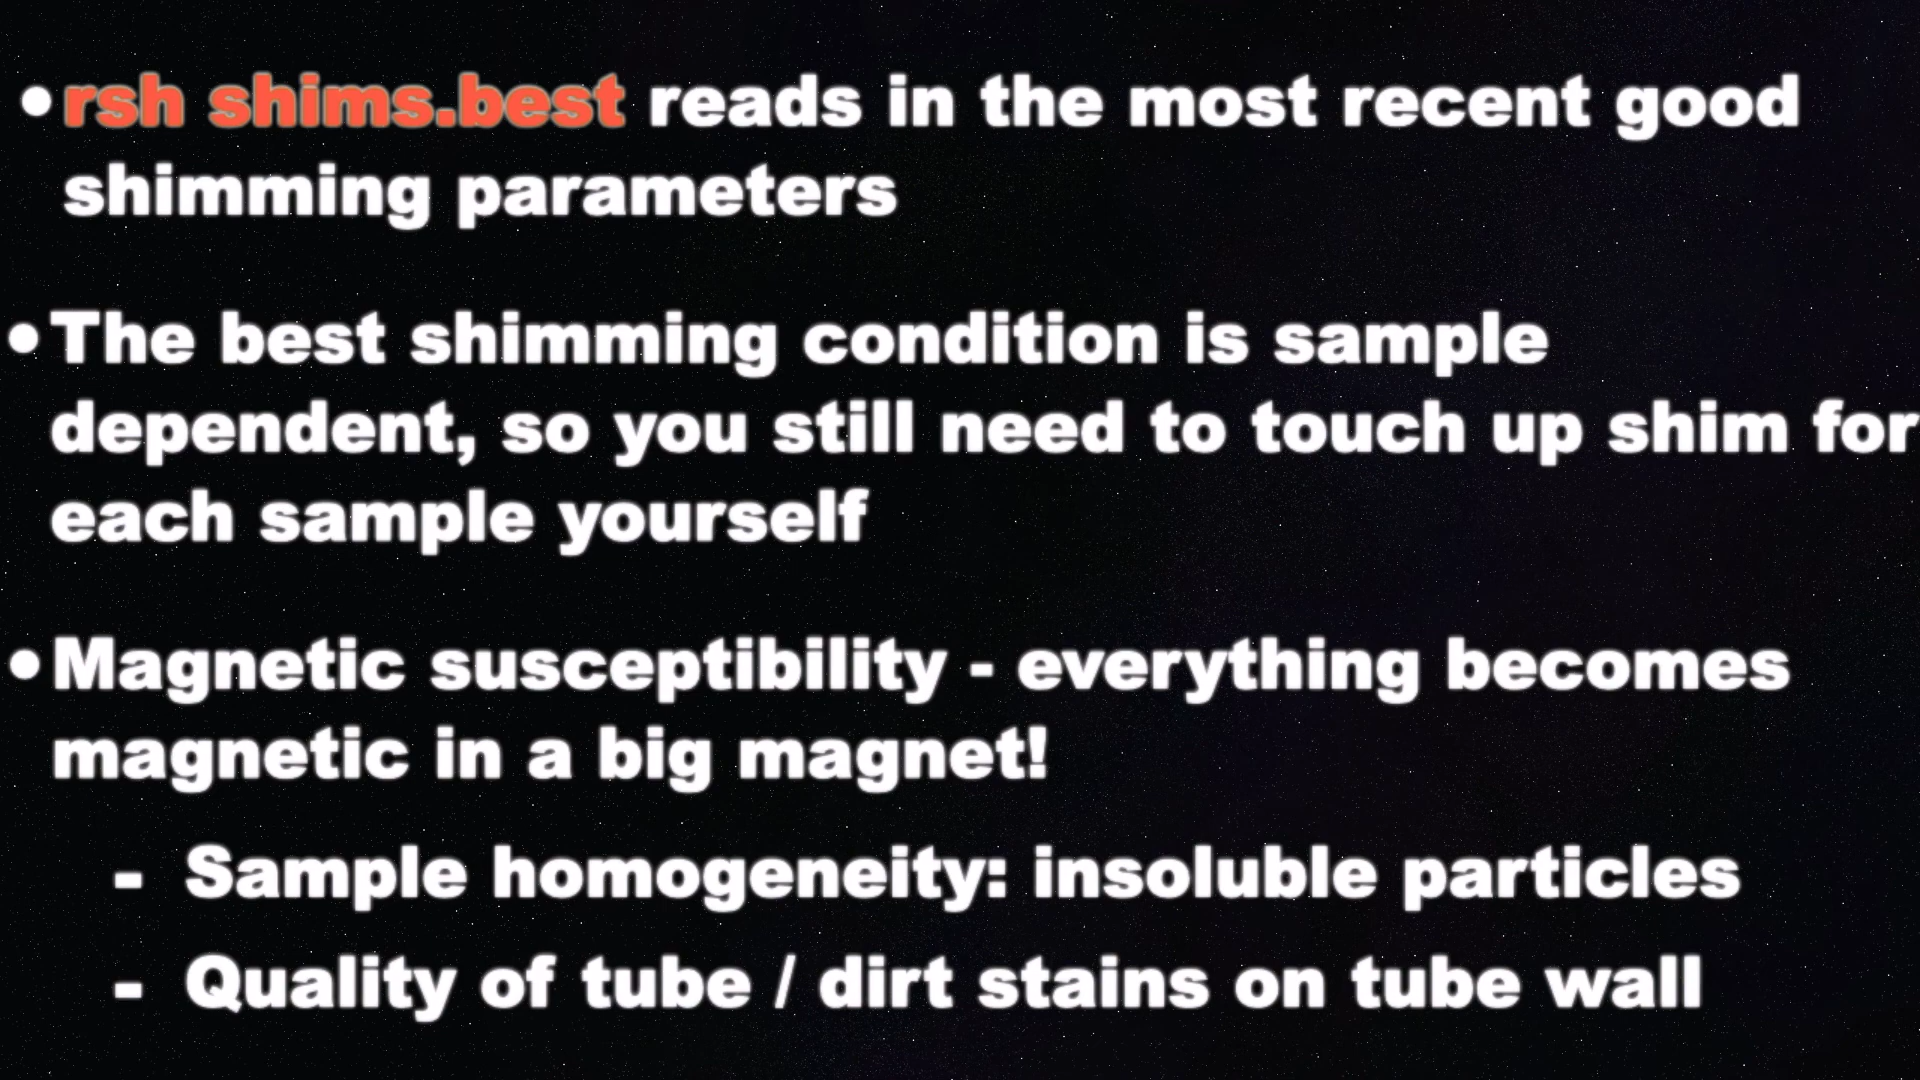 •rsh shims.best reads in the most recent good
shimming parameters
•The best shimming condition is sample
dependent, so you still need to touch up shim for
each sample yourself
•Magnetic susceptibility - everything becomes
magnetic in a big magnet!
- Sample homogeneity: insoluble particles
- Quality of tube / dirt stains on tube wall